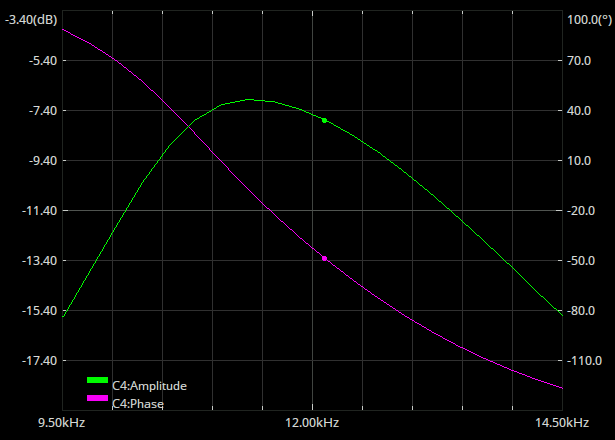 -3.40(dB) 100.0(°)
-5.40 70.0
-7.40 40.0
-9.40 10.0
-11.40 -20.0
-13.40 -50.0
-15.40 -80.0
-17.40 -110.0
C4:Amplitude
C4:Phase
9.50kHz 12.00kHz 14.50kHz